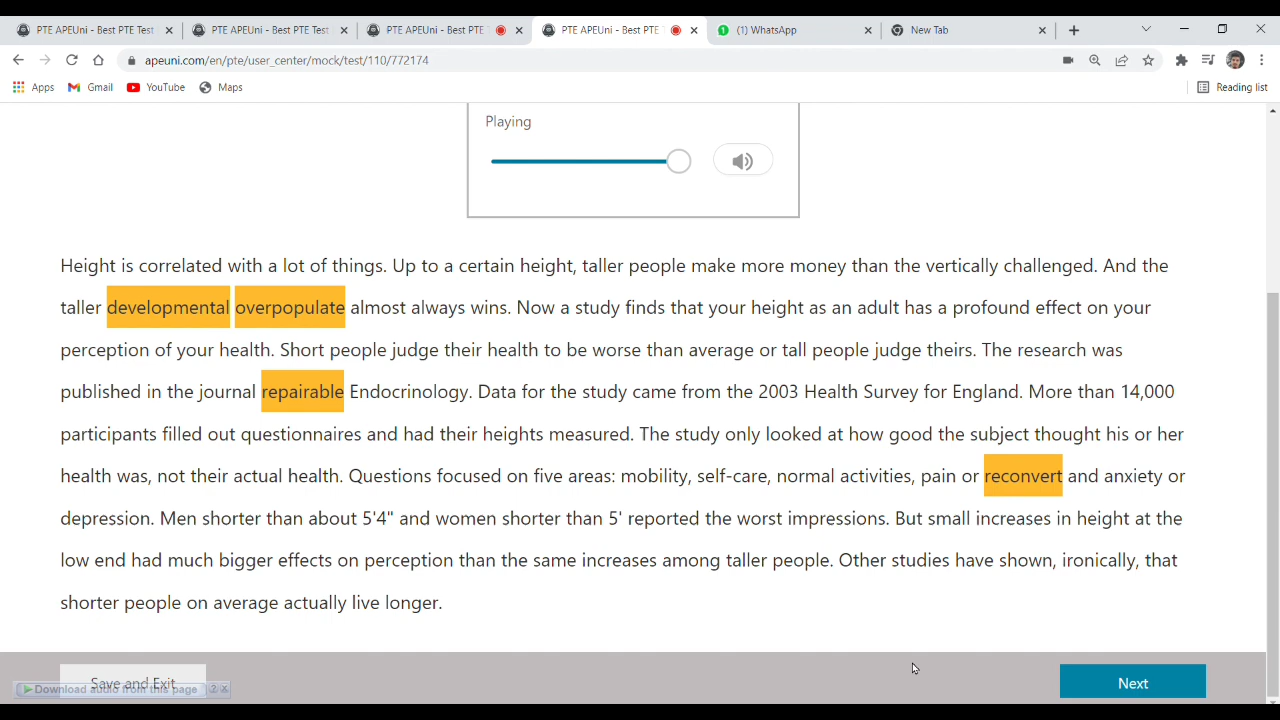 PTE APEUni - Best PTE Test
PTE APEUni - Best PTE Test
PTE APEUni - Best PTE
PTE APEUni - Best PTE
(1) WhatsApp
New Tab
apeuni.com/en/pte/user_center/mock/test/110/772174
Apps
Gmail
YouTube
Maps
Reading list
Playing
Height is correlated with a lot of things. Up to a certain height, taller people make more money than the vertically challenged. And the
taller developmental overpopulate almost always wins. Now a study finds that your height as an adult has a profound effect on your
perception of your health. Short people judge their health to be worse than average or tall people judge theirs. The research was
published in the journal repairable Endocrinology. Data for the study came from the 2003 Health Survey for England. More than 14,000
participants filled out questionnaires and had their heights measured. The study only looked at how good the subject thought his or her
health was, not their actual health. Questions focused on five areas: mobility, self-care, normal activities, pain or reconvert and anxiety or
depression. Men shorter than about 5'4" and women shorter than 5' reported the worst impressions. But small increases in height at the
low end had much bigger effects on perception than the same increases among taller people. Other studies have shown, ironically, that
shorter people on average actually live longer.
Save and Exit
Download audio from this page
? x
Next